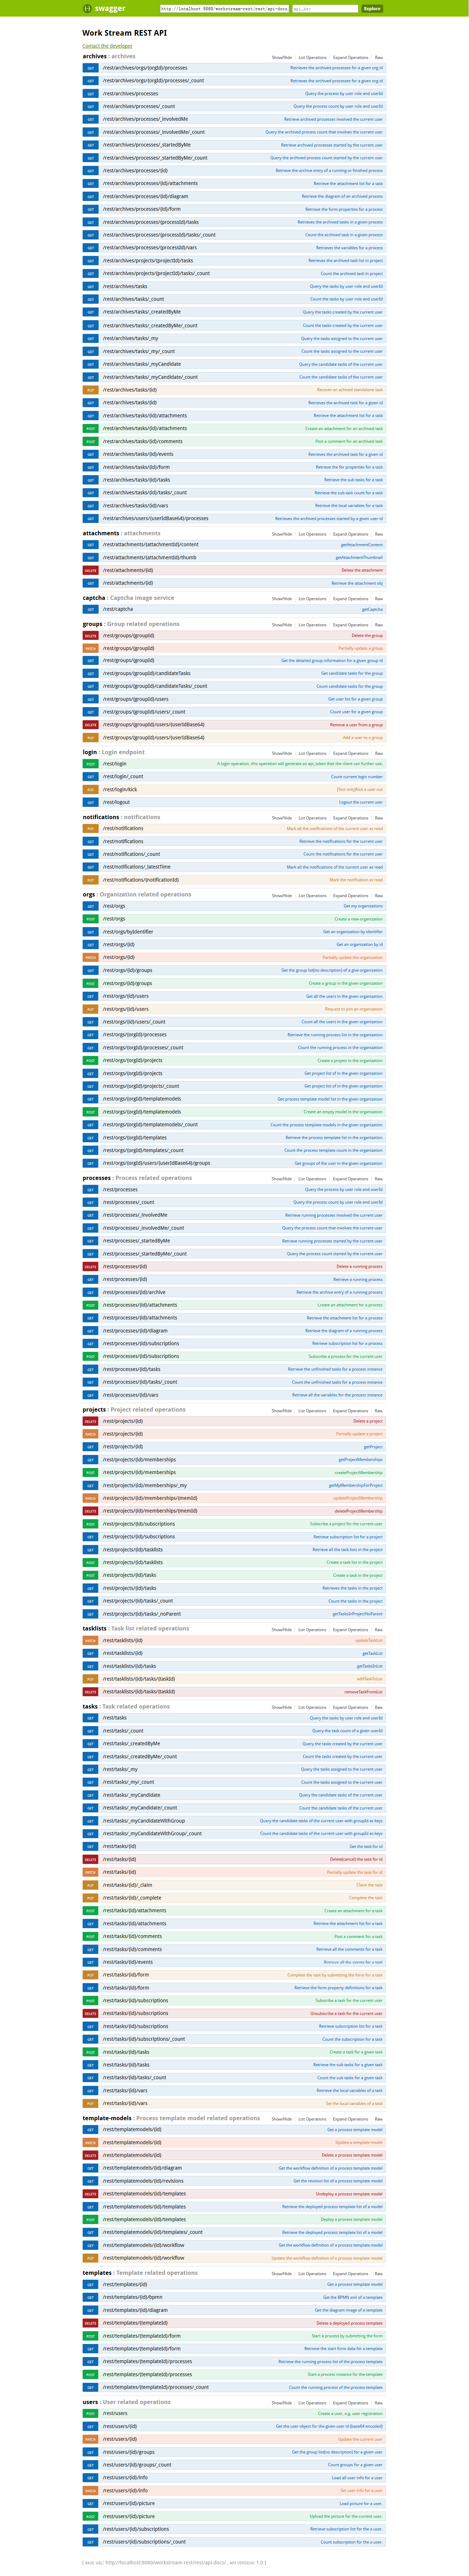 swagger http://localhost:8080/workstream-rest/rest/api-docs api_key Explore
Work Stream REST API
Contact the developer
archives : archives Show/Hide List Operations Expand Operations Raw
GET /rest/archives/orgs/{orgId}/processes Retrieves the archived processes for a given org id
GET /rest/archives/orgs/{orgId}/processes/_count Retrieves the archived processes for a given org id
GET /rest/archives/processes Query the process by user role and userId
GET /rest/archives/processes/_count Query process count by user role and userId
GET /rest/archives/processes/_involvedMe Retrieve archived processes involved the current user
GET /rest/archives/processes/_involvedMe/_count Query the archived process count that involves the current user
GET /rest/archives/processes/_startedByMe Retrieve archived processes started by the current user
GET /rest/archives/processes/_startedByMe/_count Query the archived process count started by the current user
GET /rest/archives/processes/{id} Retrieve the archive entry of a running or finished process
GET /rest/archives/processes/{id}/attachments Retrieve the attachment list for a task
GET /rest/archives/processes/{id}/diagram Retrieve the diagram of an archived process
GET /rest/archives/processes/{id}/form Retrieve the form properties for a process
GET /rest/archives/processes/{processId}/tasks Retrieves the archived tasks in a given process
GET /rest/archives/processes/{processId}/tasks/_count Count the archived task in a given process
GET /rest/archives/processes/{processId}/vars Retrieves the variables for a process
GET /rest/archives/projects/{projectId}/tasks Retrieves the archived task list in project
GET /rest/archives/projects/{projectId}/tasks/_count Count the archived task in project
GET /rest/archives/tasks Query the tasks by user role and userId
GET /rest/archives/tasks/_count Count the tasks by user role and userId
GET /rest/archives/tasks/_createdByMe Query the tasks created by the current user
GET /rest/archives/tasks/_createdByMe/_count Count the tasks created by the current user
GET /rest/archives/tasks/_my Query the tasks assigned to the current user
GET /rest/archives/tasks/_my/_count Count the tasks assigned to the current user
GET /rest/archives/tasks/_myCandidate Query the candidate tasks of the current user
GET /rest/archives/tasks/_myCandidate/_count Count the candidate tasks of the current user
PUT /rest/archives/tasks/{id} Recover an achived standalone task
GET /rest/archives/tasks/{id} Retrieves the archived task for a given id
GET /rest/archives/tasks/{id}/attachments Retrieve the attachment list for a task
POST /rest/archives/tasks/{id}/attachments Create an attachment for an archived task
POST /rest/archives/tasks/{id}/comments Post a comment for an archived task
GET /rest/archives/tasks/{id}/events Retrieves the archived task for a given id
GET /rest/archives/tasks/{id}/form Retrieve the for properties for a task
GET /rest/archives/tasks/{id}/tasks Retrieve the sub tasks for a task
GET /rest/archives/tasks/{id}/tasks/_count Retrieve the sub task count for a task
GET /rest/archives/tasks/{id}/vars Retrieve the local variables for a task
GET /rest/archives/users/{userIdBase64}/processes Retrieves the archived processes started by a given user id
attachments : attachments Show/Hide List Operations Expand Operations Raw
GET /rest/attachments/{attachmentId}/content getAttachmentContent
GET /rest/attachments/{attachmentId}/thumb getAttachmentThumbnail
DELETE /rest/attachments/{id} Delete the attachment
GET /rest/attachments/{id} Retrieve the attachment obj
captcha : Captcha image service Show/Hide List Operations Expand Operations Raw
GET /rest/captcha getCaptcha
groups : Group related operations Show/Hide List Operations Expand Operations Raw
DELETE /rest/groups/{groupId} Delete the group
PATCH /rest/groups/{groupId} Partially update a group
GET /rest/groups/{groupId} Get the detailed group information for a given group id
GET /rest/groups/{groupId}/candidateTasks Get candidate tasks for the group
GET /rest/groups/{groupId}/candidateTasks/_count Count candidate tasks for the group
GET /rest/groups/{groupId}/users Get user list for a given group
GET /rest/groups/{groupId}/users/_count Count user for a given group
DELETE /rest/groups/{groupId}/users/{userIdBase64} Remove a user from a group
PUT /rest/groups/{groupId}/users/{userIdBase64} Add a user to a group
login : Login endpoint Show/Hide List Operations Expand Operations Raw
POST /rest/login A login operation, this operation will generate an api_token that the client can further use.
GET /rest/login/_count Count current login number
PUT /rest/login/kick [Test only]Kick a user out
GET /rest/logout Logout the current user
notifications : notifications Show/Hide List Operations Expand Operations Raw
PUT /rest/notifications Mark all the notifications of the current user as read
GET /rest/notifications Retrieve the notifications for the current user
GET /rest/notifications/_count Count the notifications for the current user
GET /rest/notifications/_latestTime Mark all the notifications of the current user as read
PUT /rest/notifications/{notificationId} Mark the notification as read
orgs : Organization related operations Show/Hide List Operations Expand Operations Raw
GET /rest/orgs Get my organizations
POST /rest/orgs Create a new organization
GET /rest/orgs/byIdentifier Get an organization by identifier
GET /rest/orgs/{id} Get an organization by id
PATCH /rest/orgs/{id} Partially update the organization
GET /rest/orgs/{id}/groups Get the group list(no description) of a give organization
POST /rest/orgs/{id}/groups Create a group in the given organization
GET /rest/orgs/{id}/users Get all the users in the given organization
PUT /rest/orgs/{id}/users Request to join an organization
GET /rest/orgs/{id}/users/_count Count all the users in the given organization
GET /rest/orgs/{orgId}/processes Retrieve the running process list in the organization
GET /rest/orgs/{orgId}/processes/_count Count the running process in the organization
POST /rest/orgs/{orgId}/projects Create a project in the organization
GET /rest/orgs/{orgId}/projects Get project list of in the given organization
GET /rest/orgs/{orgId}/projects/_count Get project list of in the given organization
GET /rest/orgs/{orgId}/templatemodels Get process template model list in the given organization
POST /rest/orgs/{orgId}/templatemodels Create an empty model in the organization
GET /rest/orgs/{orgId}/templatemodels/_count Count the process template models in the given organization
GET /rest/orgs/{orgId}/templates Retrieve the process template list in the organization
GET /rest/orgs/{orgId}/templates/_count Count the process template count in the organization
GET /rest/orgs/{orgId}/users/{userIdBase64}/groups Get groups of the user in the given organization
processes : Process related operations Show/Hide List Operations Expand Operations Raw
GET /rest/processes Query the process by user role and userId
GET /rest/processes/_count Query process count by user role and userId
GET /rest/processes/_involvedMe Retrieve running processes involved the current user
GET /rest/processes/_involvedMe/_count Query the process count that involves the current user
GET /rest/processes/_startedByMe Retrieve running processes started by the current user
GET /rest/processes/_startedByMe/_count Query the process count started by the current user
DELETE /rest/processes/{id} Delete a running process
GET /rest/processes/{id} Retrieve a running process
GET /rest/processes/{id}/archive Retrieve the archive entry of a running process
POST /rest/processes/{id}/attachments Create an attachment for a process
GET /rest/processes/{id}/attachments Retrieve the attachment list for a process
GET /rest/processes/{id}/diagram Retrieve the diagram of a running process
GET /rest/processes/{id}/subscriptions Retrieve subscription list for a process
POST /rest/processes/{id}/subscriptions Subscribe a process for the current user
GET /rest/processes/{id}/tasks Retrieve the unfinished tasks for a process instance
GET /rest/processes/{id}/tasks/_count Count the unfinished tasks for a process instance
GET /rest/processes/{id}/vars Retrieve all the variables for the process instance
projects : Project related operations Show/Hide List Operations Expand Operations Raw
DELETE /rest/projects/{id} Delete a project
PATCH /rest/projects/{id} Partially update a project
GET /rest/projects/{id} getProject
GET /rest/projects/{id}/memberships getProjectMemberships
POST /rest/projects/{id}/memberships createProjectMembership
GET /rest/projects/{id}/memberships/_my getMyMembershipForProject
PATCH /rest/projects/{id}/memberships/{memId} updateProjectMembership
DELETE /rest/projects/{id}/memberships/{memId} deleteProjectMembership
POST /rest/projects/{id}/subscriptions Subscribe a project for the current user
GET /rest/projects/{id}/subscriptions Retrieve subscription list for a project
GET /rest/projects/{id}/tasklists Retrieve all the task lists in the project
POST /rest/projects/{id}/tasklists Create a task list in the project
POST /rest/projects/{id}/tasks Create a task in the project
GET /rest/projects/{id}/tasks Retrieves the tasks in the project
GET /rest/projects/{id}/tasks/_count Count the tasks in the project
GET /rest/projects/{id}/tasks/_noParent getTasksInProjectNoParent
tasklists : Task list related operations Show/Hide List Operations Expand Operations Raw
PATCH /rest/tasklists/{id} updateTaskList
GET /rest/tasklists/{id} getTaskList
GET /rest/tasklists/{id}/tasks getTasksInList
PUT /rest/tasklists/{id}/tasks/{taskId} addTaskToList
DELETE /rest/tasklists/{id}/tasks/{taskId} removeTaskFromList
tasks : Task related operations Show/Hide List Operations Expand Operations Raw
GET /rest/tasks Query the tasks by user role and userId
GET /rest/tasks/_count Query the task count of a given userId
GET /rest/tasks/_createdByMe Query the tasks created by the current user
GET /rest/tasks/_createdByMe/_count Count the tasks created by the current user
GET /rest/tasks/_my Query the tasks assigned to the current user
GET /rest/tasks/_my/_count Count the tasks assigned to the current user
GET /rest/tasks/_myCandidate Query the candidate tasks of the current user
GET /rest/tasks/_myCandidate/_count Count the candidate tasks of the current user
GET /rest/tasks/_myCandidateWithGroup Query the candidate tasks of the current user with groupId as keys
GET /rest/tasks/_myCandidateWithGroup/_count Count the candidate tasks of the current user with groupId as keys
GET /rest/tasks/{id} Get the task for id
DELETE /rest/tasks/{id} Delete(cancel) the task for id
PATCH /rest/tasks/{id} Partially update the task for id
PUT /rest/tasks/{id}/_claim Claim the task
PUT /rest/tasks/{id}/_complete Complete the task
POST /rest/tasks/{id}/attachments Create an attachment for a task
GET /rest/tasks/{id}/attachments Retrieve the attachment list for a task
POST /rest/tasks/{id}/comments Post a comment for a task
GET /rest/tasks/{id}/comments Retrieve all the comments for a task
GET /rest/tasks/{id}/events Retrieve all the events for a task
PUT /rest/tasks/{id}/form Complete the task by submitting the form for a task
GET /rest/tasks/{id}/form Retrieve the form property definitions for a task
POST /rest/tasks/{id}/subscriptions Subscribe a task for the current user
DELETE /rest/tasks/{id}/subscriptions Unsubscribe a task for the current user
GET /rest/tasks/{id}/subscriptions Retrieve subscription list for a task
GET /rest/tasks/{id}/subscriptions/_count Count the subscription for a task
POST /rest/tasks/{id}/tasks Create a task for a given task
GET /rest/tasks/{id}/tasks Retrieve the sub tasks for a given task
GET /rest/tasks/{id}/tasks/_count Count the sub tasks for a given task
GET /rest/tasks/{id}/vars Retrieve the local variables of a task
PUT /rest/tasks/{id}/vars Set the local variables of a task
template-models : Process template model related operations Show/Hide List Operations Expand Operations Raw
GET /rest/templatemodels/{id} Get a process template model
PATCH /rest/templatemodels/{id} Update a template model
DELETE /rest/templatemodels/{id} Delete a process template model
GET /rest/templatemodels/{id}/diagram Get the workflow definition of a process template model
GET /rest/templatemodels/{id}/revisions Get the revision list of a process template model
DELETE /rest/templatemodels/{id}/templates Undeploy a process template model
GET /rest/templatemodels/{id}/templates Retrieve the deployed process template list of a model
POST /rest/templatemodels/{id}/templates Deploy a process template model
GET /rest/templatemodels/{id}/templates/_count Retrieve the deployed process template list of a model
GET /rest/templatemodels/{id}/workflow Get the workflow definition of a process template model
PUT /rest/templatemodels/{id}/workflow Update the workflow definition of a process template model
templates : Template related operations Show/Hide List Operations Expand Operations Raw
GET /rest/templates/{id} Get a process template model
GET /rest/templates/{id}/bpmn Get the BPMN xml of a template
GET /rest/templates/{id}/diagram Get the diagram image of a template
DELETE /rest/templates/{templateId} Delete a deployed process template
POST /rest/templates/{templateId}/form Start a process by submitting the form
GET /rest/templates/{templateId}/form Retrieve the start form data for a template
GET /rest/templates/{templateId}/processes Retrieve the running process list of the process template
POST /rest/templates/{templateId}/processes Start a process instance for the template
GET /rest/templates/{templateId}/processes/_count Count the running process of the process template
users : User related operations Show/Hide List Operations Expand Operations Raw
POST /rest/users Create a user, e.g. user registration
GET /rest/users/{id} Get the user object for the given user id (base64 encoded)
PATCH /rest/users/{id} Update the current user
GET /rest/users/{id}/groups Get the group list(no description) for a given user
GET /rest/users/{id}/groups/_count Count groups for a given user
GET /rest/users/{id}/info Load all user info for a user
PATCH /rest/users/{id}/info Set user info for a user
GET /rest/users/{id}/picture Load picture for a user.
POST /rest/users/{id}/picture Upload the picture for the current user.
GET /rest/users/{id}/subscriptions Retrieve subscription list for the a user.
GET /rest/users/{id}/subscriptions/_count Count subscription for the a user.
[ BASE URL: http://localhost:8080/workstream-rest/rest/api-docs/ , API VERSION: 1.0 ]